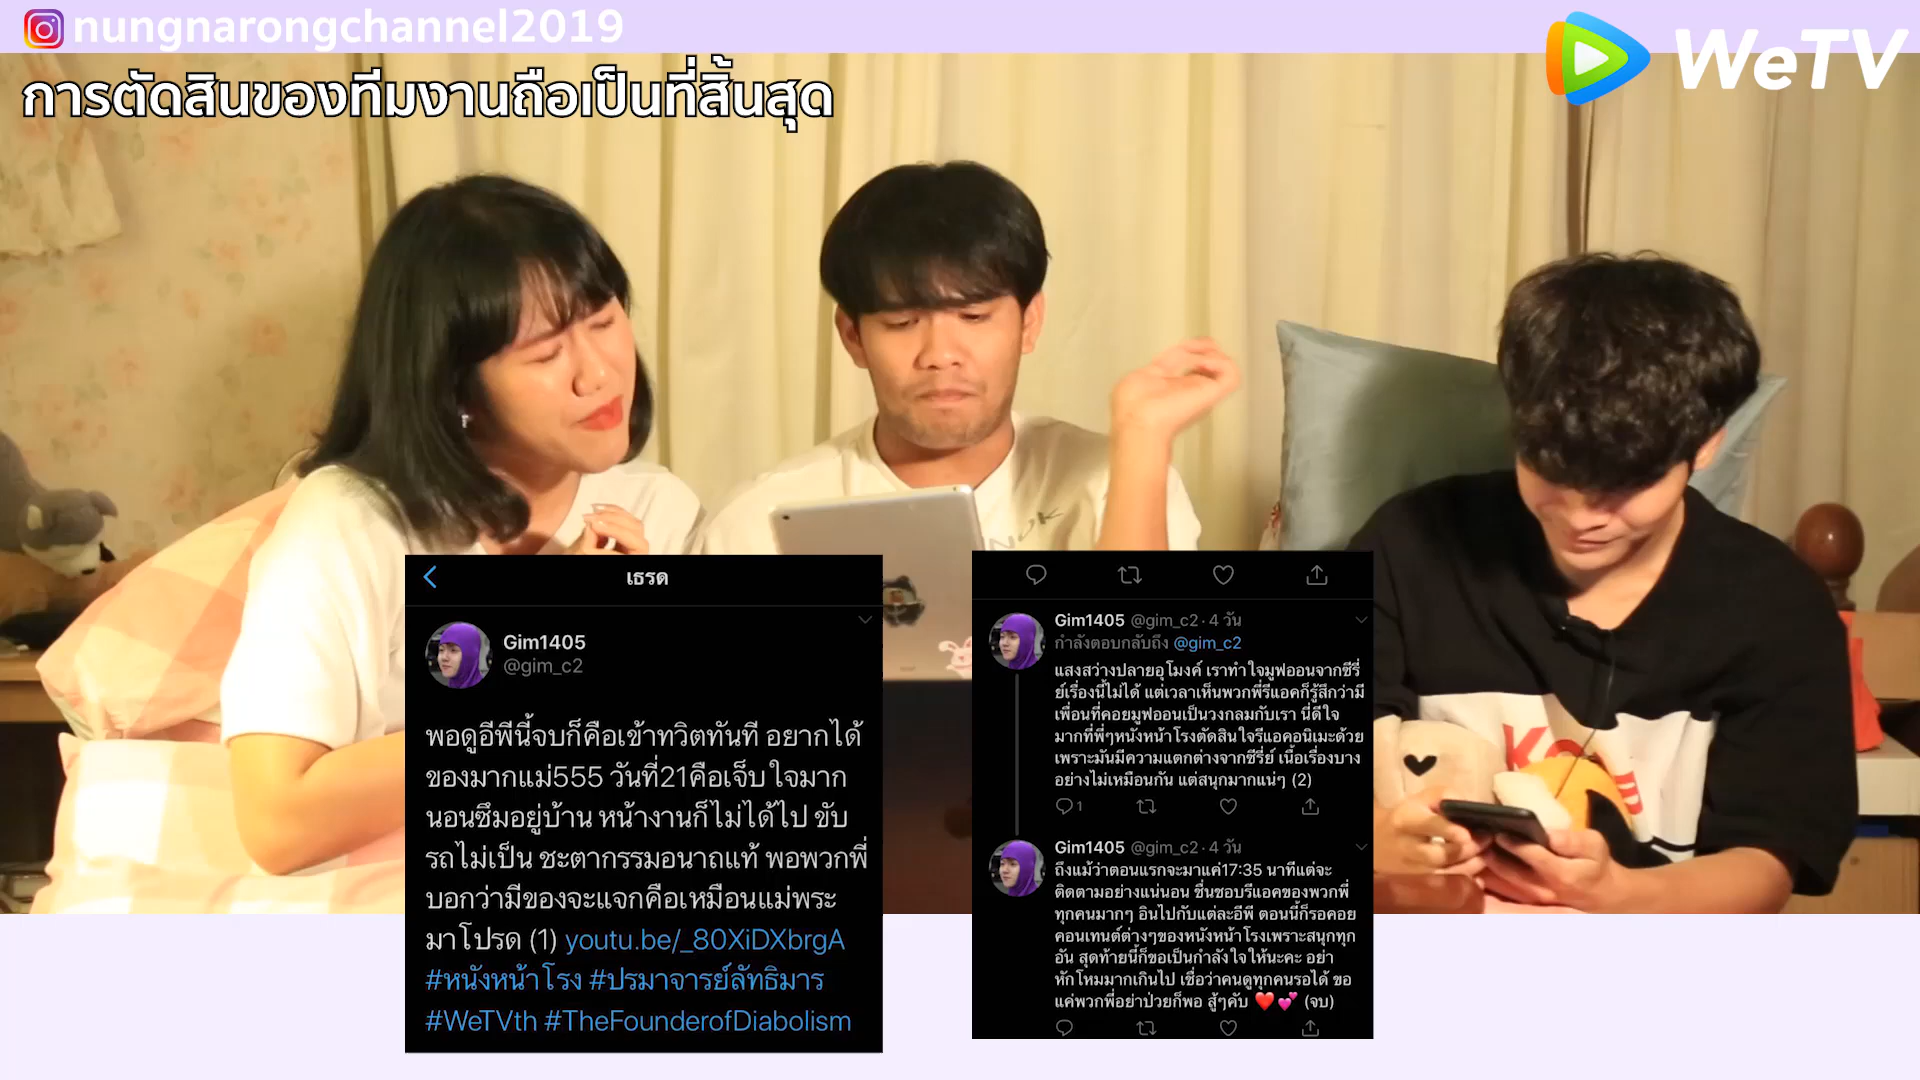 nungnarongchannel2019
WeTV
การตัดสินของทีมงานถือเป็นที่สิ้นสุด
เธรด
Gim1405
@gim_c2
พอดูอีพีนี้จบก็คือเข้าทวิตทันที อยากได้
ของมากแม่555 วันที่21คือเจ็บใจมาก
นอนซึมอยู่บ้าน หน้างานก็ไม่ได้ไป ขับ
รถไม่เป็น ชะตากรรมอนาถแท้ พอพวกพี่
บอกว่ามีของจะแจกคือเหมือนแม่พระ
มาโปรด (1) youtu.be/_80XiDXbrgA
#หนังหน้าโรง #ปรมาจารย์ลัทธิมาร
#WeTVth #TheFounderofDiabolism
Gim1405 @gim_c2 · 4 วัน
กำลังตอบกลับถึง @gim_c2
แสงสว่างปลายอุโมงค์ เราทำใจมูฟออนจากซีรี่
ย์เรื่องนี้ไม่ได้ แต่เวลาเห็นพวกพี่รีแอคก็รู้สึกว่ามี
เพื่อนที่คอยมูฟออนเป็นวงกลมกับเรา นี่ดีใจ
มากที่พี่ๆหนังหน้าโรงตัดสินใจรีแอคอนิเมะด้วย
เพราะมันมีความแตกต่างจากซีรี่ย์ เนื้อเรื่องบาง
อย่างไม่เหมือนกัน แต่สนุกมากแน่ๆ (2)
1
Gim1405 @gim_c2 · 4 วัน
ถึงแม้ว่าตอนแรกจะมาแค่17:35 นาทีแต่จะ
ติดตามอย่างแน่นอน ชื่นชอบรีแอคของพวกพี่
ทุกคนมากๆ อินไปกับแต่ละอีพี ตอนนี้ก็รอคอย
คอนเทนต์ต่างๆของหนังหน้าโรงเพราะสนุกทุก
อัน สุดท้ายนี้ก็ขอเป็นกำลังใจให้นะคะ อย่า
หักโหมมากเกินไป เชื่อว่าคนดูทุกคนรอได้ ขอ
แค่พวกพี่อย่าป่วยก็พอ สู้ๆคับ ❤️💕 (จบ)